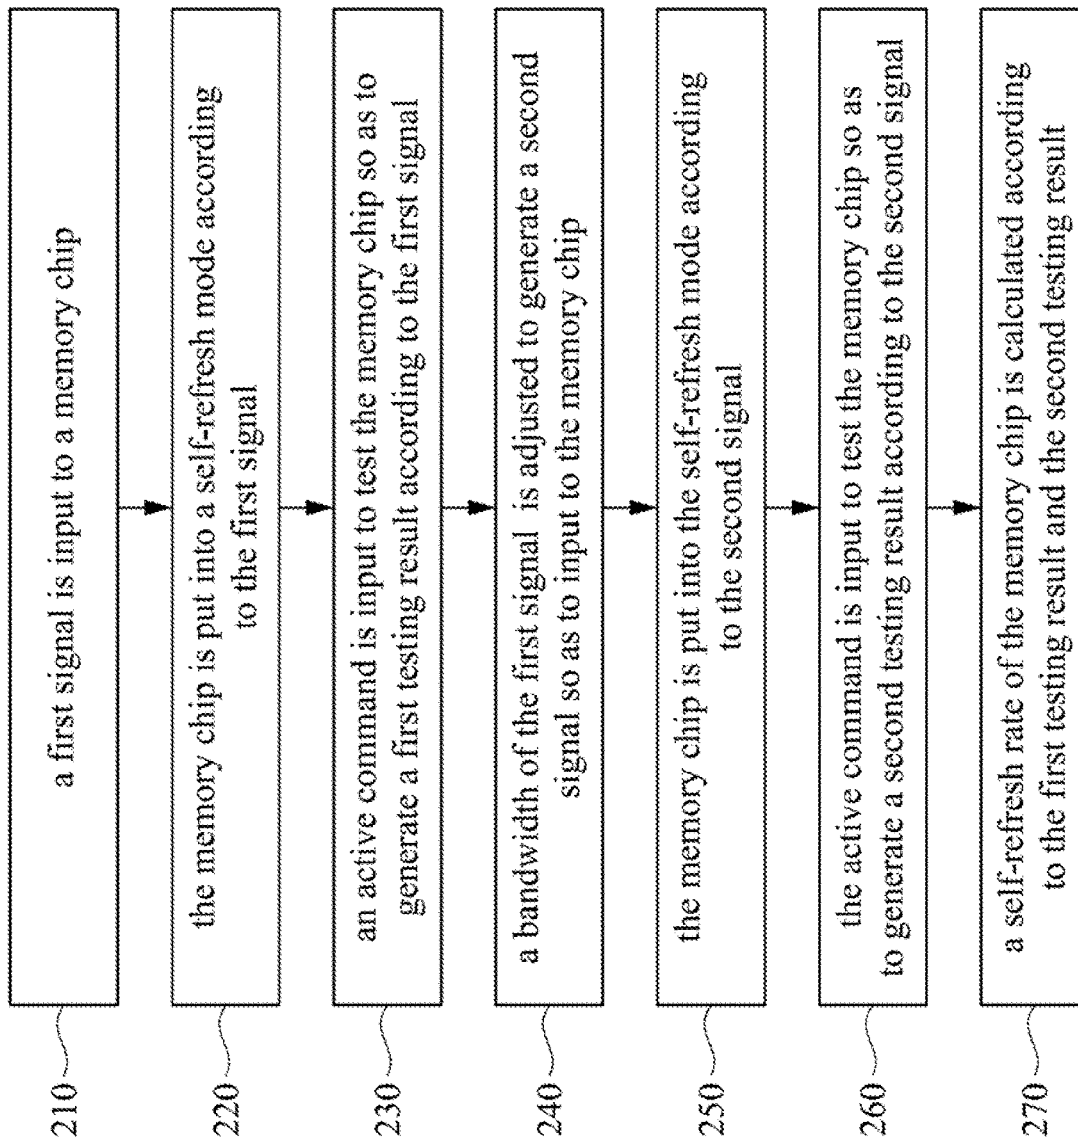 210
a first signal is input to a memory chip
220
the memory chip is put into a self-refresh mode according
to the first signal
230
an active command is input to test the memory chip so as to
generate a first testing result according to the first signal
240
a bandwidth of the first signal is adjusted to generate a second
signal so as to input to the memory chip
250
the memory chip is put into the self-refresh mode according
to the second signal
260
the active command is input to test the memory chip so as
to generate a second testing result according to the second signal
270
a self-refresh rate of the memory chip is calculated according
to the first testing result and the second testing result